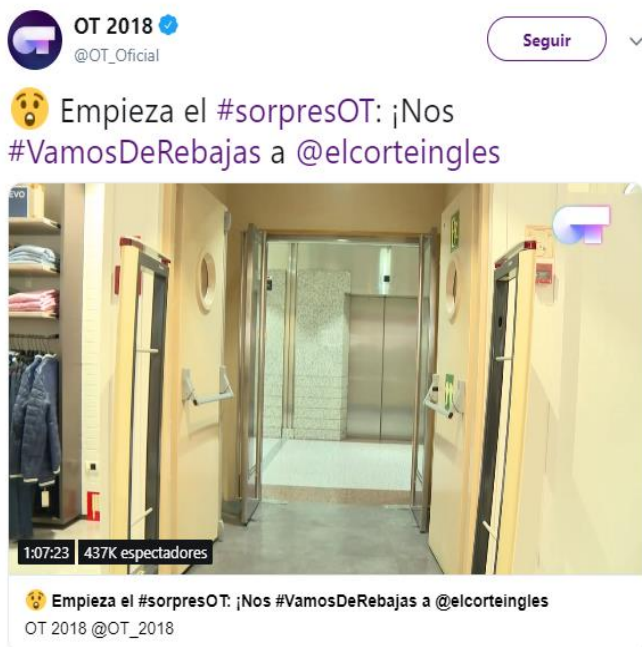 OT 2018
@OT_Oficial
Seguir
😲 Empieza el #sorpresOT: ¡Nos
#VamosDeRebajas a @elcorteingles
EVO
1:07:23 437K espectadores
😲 Empieza el #sorpresOT: ¡Nos #VamosDeRebajas a @elcorteingles
OT 2018 @OT_2018